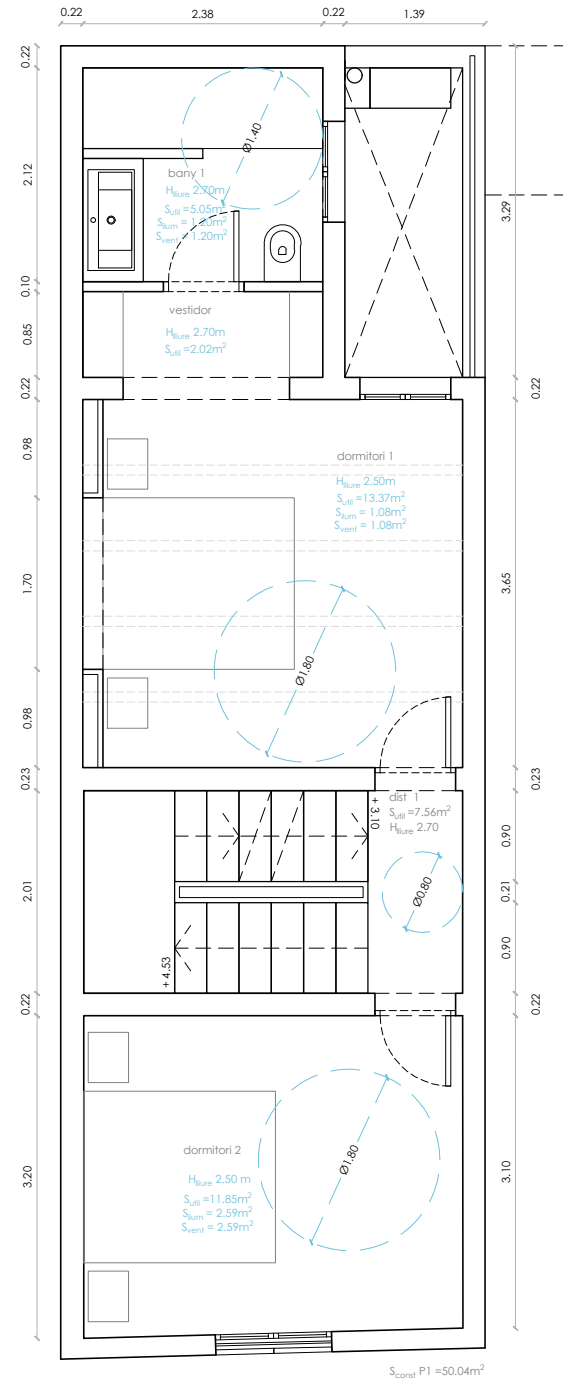 0.22
2.38
0.22
1.39
0.22
2.12
0.10
0.85
0.22
0.98
1.70
0.98
0.23
2.01
0.22
3.20
3.29
0.22
3.65
0.23
0.90
0.21
0.90
0.22
3.10
Ø1.40
bany 1
Hlliure 2.70m
Sútil =5.05m²
Silum = 1.20m²
Svent = 1.20m²
vestidor
Hlliure 2.70m
Sútil =2.02m²
dormitori 1
Hlliure 2.50m
Sútil =13.37m²
Silum = 1.08m²
Svent = 1.08m²
Ø1.80
dist 1
Sútil =7.56m²
Hlliure 2.70
+ 3.10
Ø0.80
+ 4.53
dormitori 2
Hlliure 2.50 m
Sútil =11.85m²
Silum = 2.59m²
Svent = 2.59m²
Ø1.80
Sconst P1 =50.04m²